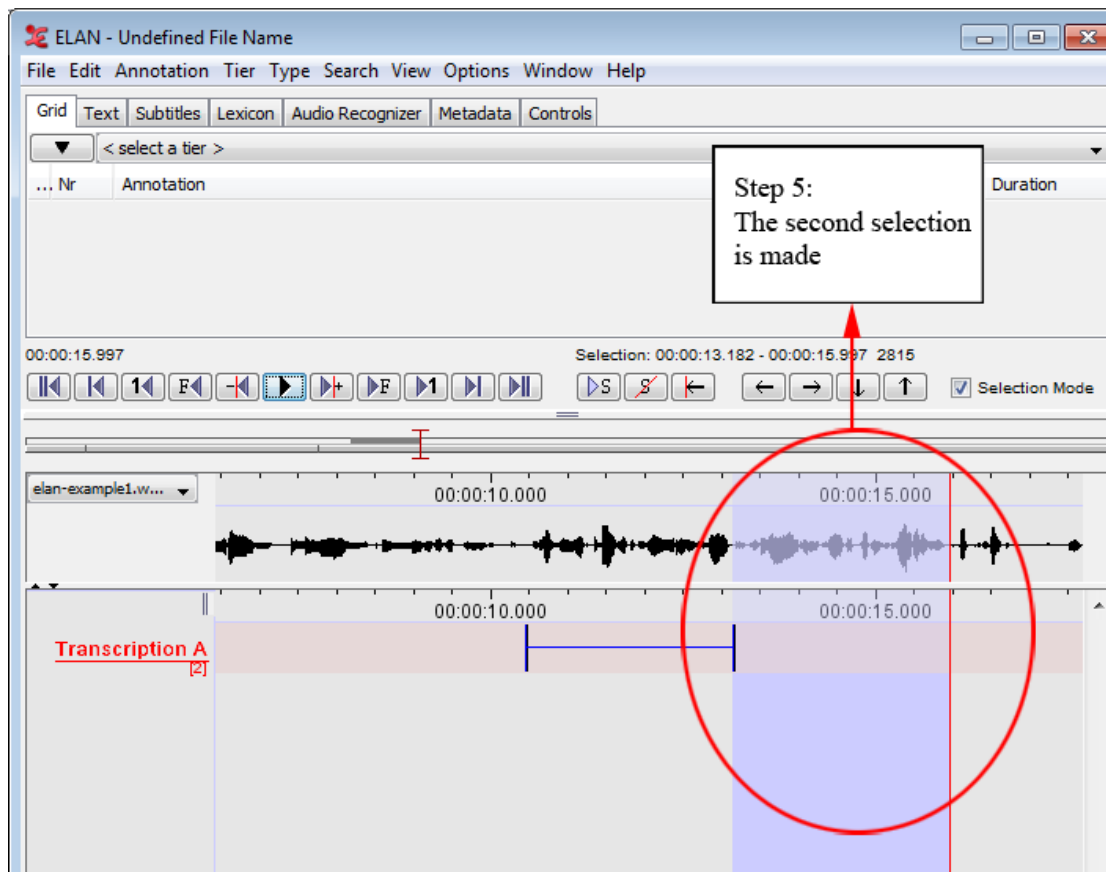 ELAN - Undefined File Name
File Edit Annotation Tier Type Search View Options Window Help
Grid Text Subtitles Lexicon Audio Recognizer Metadata Controls
< select a tier >
... Nr Annotation Duration
Step 5:
The second selection
is made
00:00:15.997 Selection: 00:00:13.182 - 00:00:15.997 2815
1 F - + F 1 S S Selection Mode
elan-example1.w...
00:00:10.000 00:00:15.000
00:00:10.000 00:00:15.000
Transcription A
[2]